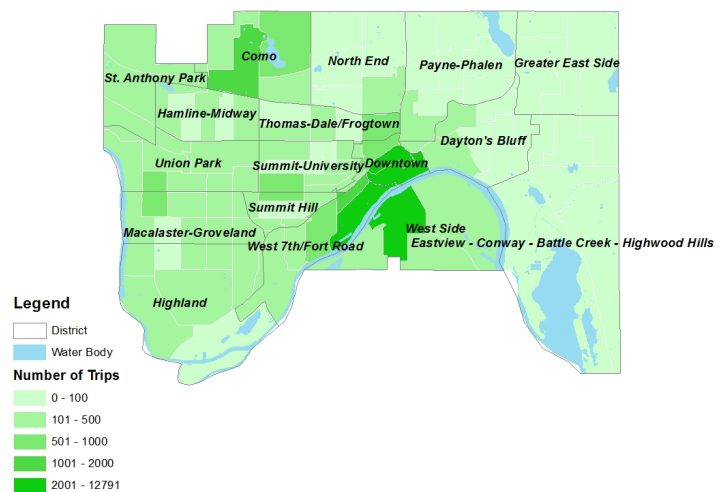 Como
North End
Payne-Phalen
Greater East Side
St. Anthony Park
Hamline-Midway
Thomas-Dale/Frogtown
Dayton's Bluff
Union Park
Summit-University
Downtown
Summit Hill
Macalaster-Groveland
West 7th/Fort Road
West Side
Eastview - Conway - Battle Creek - Highwood Hills
Highland
Legend
District
Water Body
Number of Trips
0 - 100
101 - 500
501 - 1000
1001 - 2000
2001 - 12791